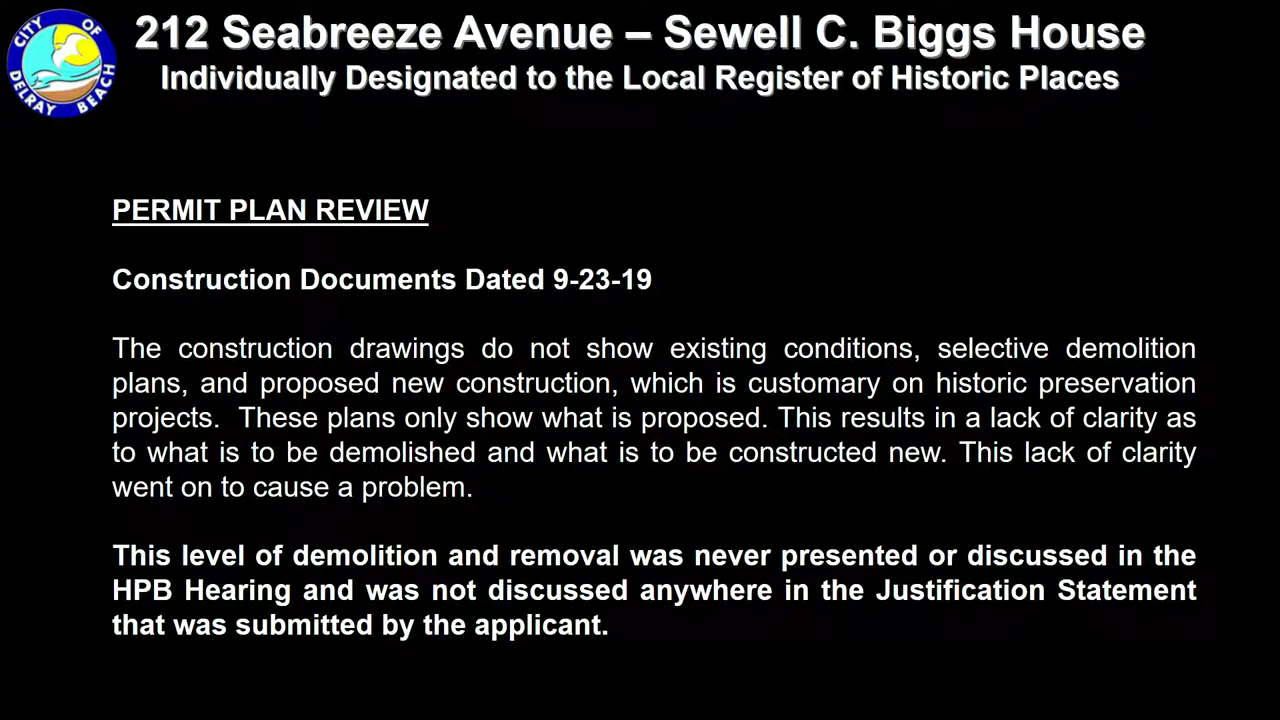 CITY OF
DELRAY BEACH
212 Seabreeze Avenue – Sewell C. Biggs House
Individually Designated to the Local Register of Historic Places
PERMIT PLAN REVIEW
Construction Documents Dated 9-23-19
The construction drawings do not show existing conditions, selective demolition
plans, and proposed new construction, which is customary on historic preservation
projects. These plans only show what is proposed. This results in a lack of clarity as
to what is to be demolished and what is to be constructed new. This lack of clarity
went on to cause a problem.
This level of demolition and removal was never presented or discussed in the
HPB Hearing and was not discussed anywhere in the Justification Statement
that was submitted by the applicant.